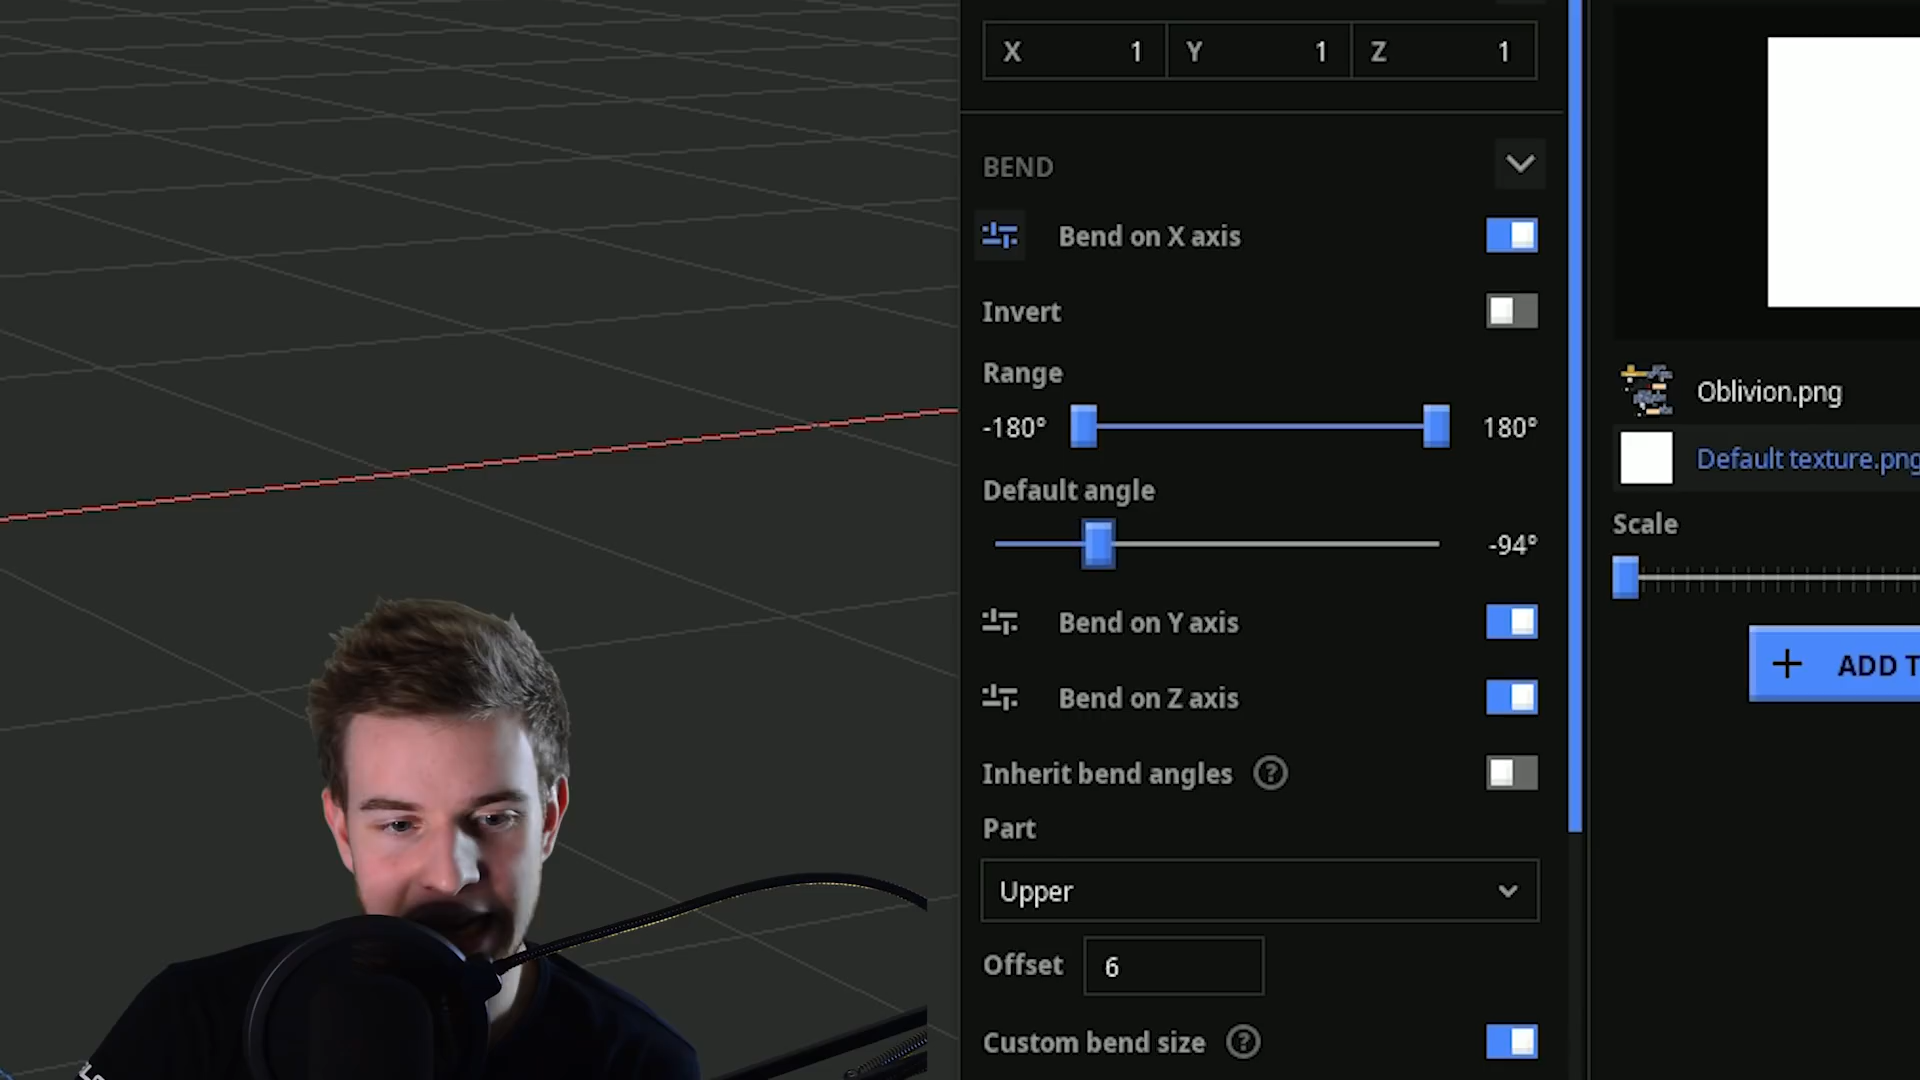 X 1 Y 1 Z 1
BEND
Bend on X axis
Invert
Range
-180° 180°
Default angle
-94°
Bend on Y axis
Bend on Z axis
Inherit bend angles ?
Part
Upper
Offset 6
Custom bend size ?
Oblivion.png
Default texture.png
Scale
+ ADD T